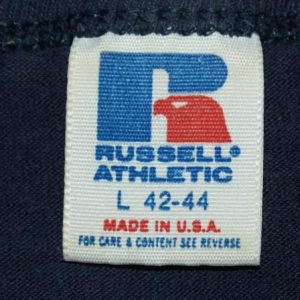 RUSSELL®
ATHLETIC
L 42-44
MADE IN U.S.A.
FOR CARE & CONTENT SEE REVERSE